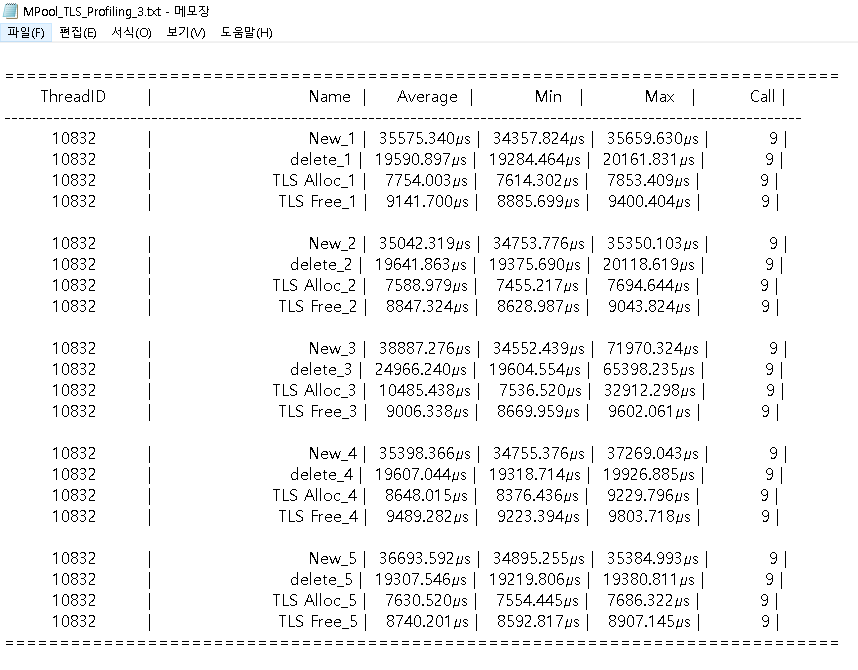 MPool_TLS_Profiling_3.txt - 메모장
파일(F) 편집(E) 서식(O) 보기(V) 도움말(H)
================================================================================
ThreadID | Name | Average | Min | Max | Call |
--------------------------------------------------------------------------------
10832 | New_1 | 35575.340µs | 34357.824µs | 35659.630µs | 9 |
10832 | delete_1 | 19590.897µs | 19284.464µs | 20161.831µs | 9 |
10832 | TLS Alloc_1 | 7754.003µs | 7614.302µs | 7853.409µs | 9 |
10832 | TLS Free_1 | 9141.700µs | 8885.699µs | 9400.404µs | 9 |
10832 | New_2 | 35042.319µs | 34753.776µs | 35350.103µs | 9 |
10832 | delete_2 | 19641.863µs | 19375.690µs | 20118.619µs | 9 |
10832 | TLS Alloc_2 | 7588.979µs | 7455.217µs | 7694.644µs | 9 |
10832 | TLS Free_2 | 8847.324µs | 8628.987µs | 9043.824µs | 9 |
10832 | New_3 | 38887.276µs | 34552.439µs | 71970.324µs | 9 |
10832 | delete_3 | 24966.240µs | 19604.554µs | 65398.235µs | 9 |
10832 | TLS Alloc_3 | 10485.438µs | 7536.520µs | 32912.298µs | 9 |
10832 | TLS Free_3 | 9006.338µs | 8669.959µs | 9602.061µs | 9 |
10832 | New_4 | 35398.366µs | 34755.376µs | 37269.043µs | 9 |
10832 | delete_4 | 19607.044µs | 19318.714µs | 19926.885µs | 9 |
10832 | TLS Alloc_4 | 8648.015µs | 8376.436µs | 9229.796µs | 9 |
10832 | TLS Free_4 | 9489.282µs | 9223.394µs | 9803.718µs | 9 |
10832 | New_5 | 36693.592µs | 34895.255µs | 35384.993µs | 9 |
10832 | delete_5 | 19307.546µs | 19219.806µs | 19380.811µs | 9 |
10832 | TLS Alloc_5 | 7630.520µs | 7554.445µs | 7686.322µs | 9 |
10832 | TLS Free_5 | 8740.201µs | 8592.817µs | 8907.145µs | 9 |
================================================================================